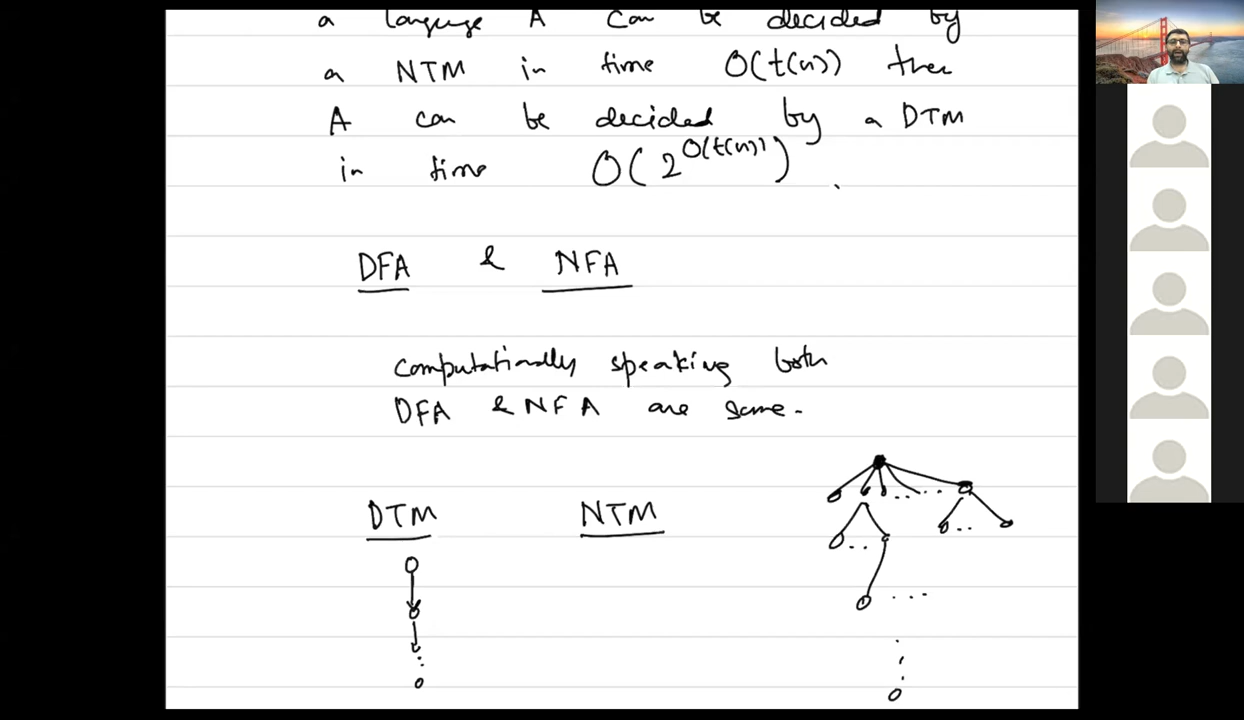 a languge A can be decided by
a NTM in time O(t(n)) then
A can be decided by a DTM
in time O(2^{O(t(n))}).
DFA & NFA
computationally speaking both
DFA & NFA are same.
DTM NTM